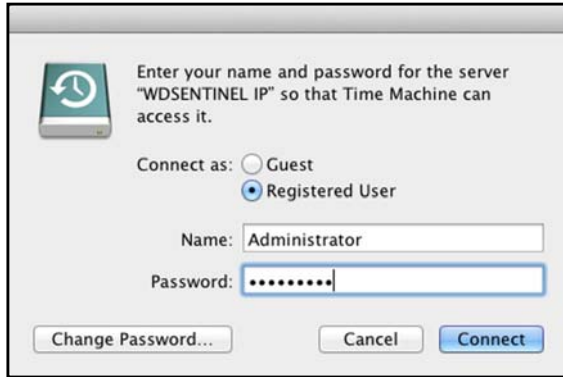 Enter your name and password for the server
“WDSENTINEL IP” so that Time Machine can
access it.
Connect as: Guest
Registered User
Name: Administrator
Password: •••••••••
Change Password... Cancel Connect